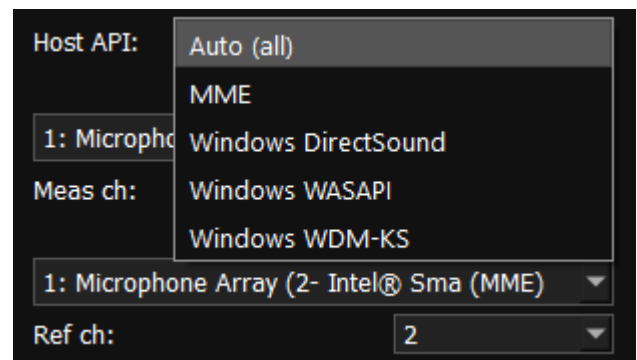 Host API:
Auto (all)
MME
1: Micropho
Windows DirectSound
Meas ch:
Windows WASAPI
Windows WDM-KS
1: Microphone Array (2- Intel® Sma (MME)
Ref ch:
2